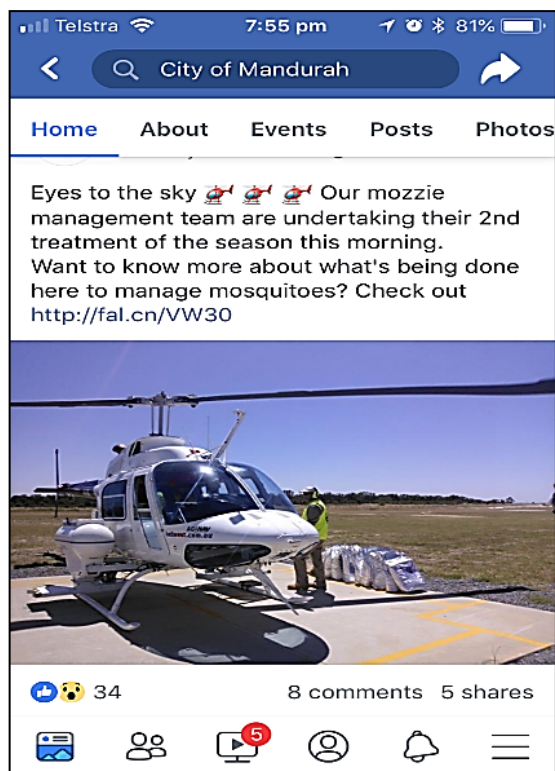 Telstra 7:55 pm 81%
City of Mandurah
Home About Events Posts Photos
Eyes to the sky 🚁 🚁 🚁 Our mozzie
management team are undertaking their 2nd
treatment of the season this morning.
Want to know more about what's being done
here to manage mosquitoes? Check out
http://fal.cn/VW30
34 8 comments 5 shares
5